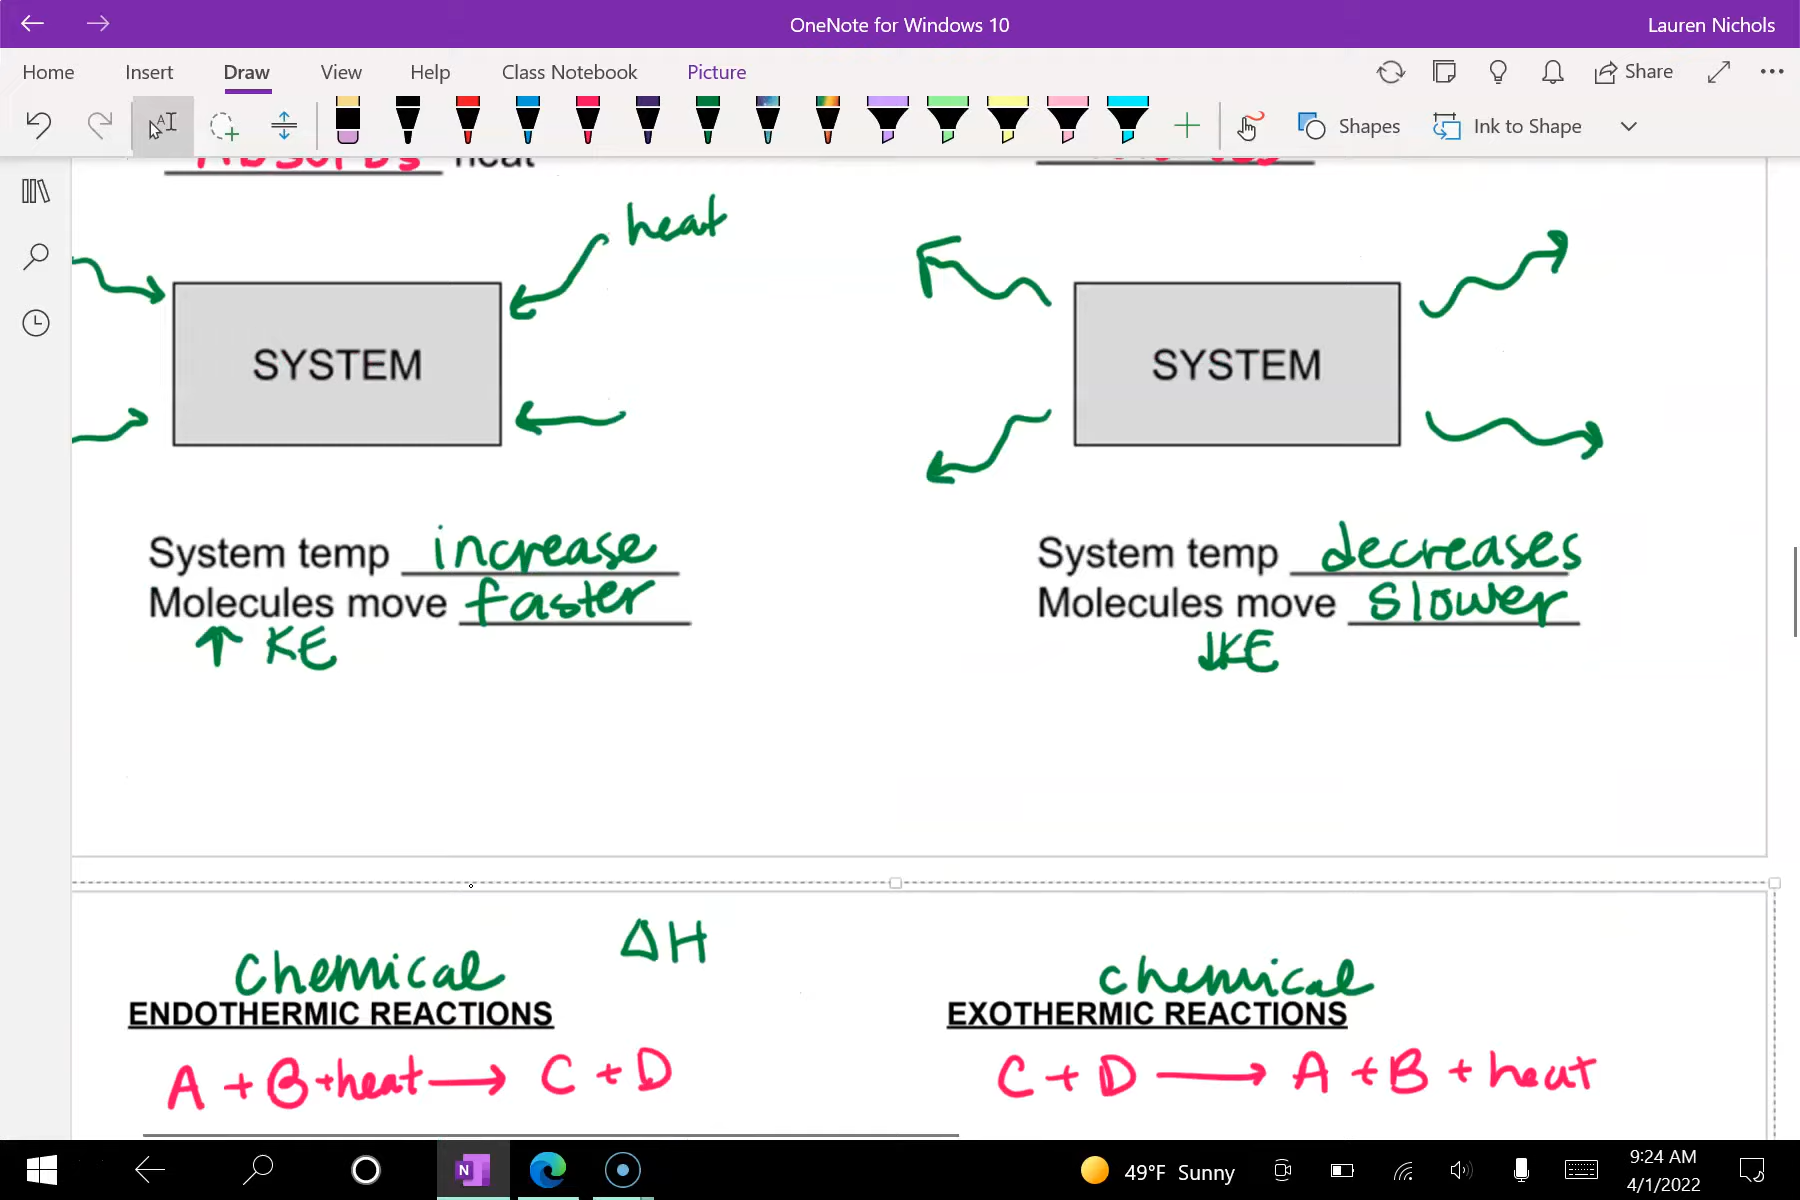 OneNote for Windows 10
Lauren Nichols
Home Insert Draw View Help Class Notebook Picture
Share
Shapes
Ink to Shape
Absorbs heat
heat
SYSTEM
SYSTEM
System temp increase
Molecules move faster
↑ KE
System temp decreases
Molecules move slower
↓KE
Chemical
ΔH
ENDOTHERMIC REACTIONS
A + B + heat → C + D
chemical
EXOTHERMIC REACTIONS
C + D → A + B + heat
49°F Sunny
9:24 AM
4/1/2022